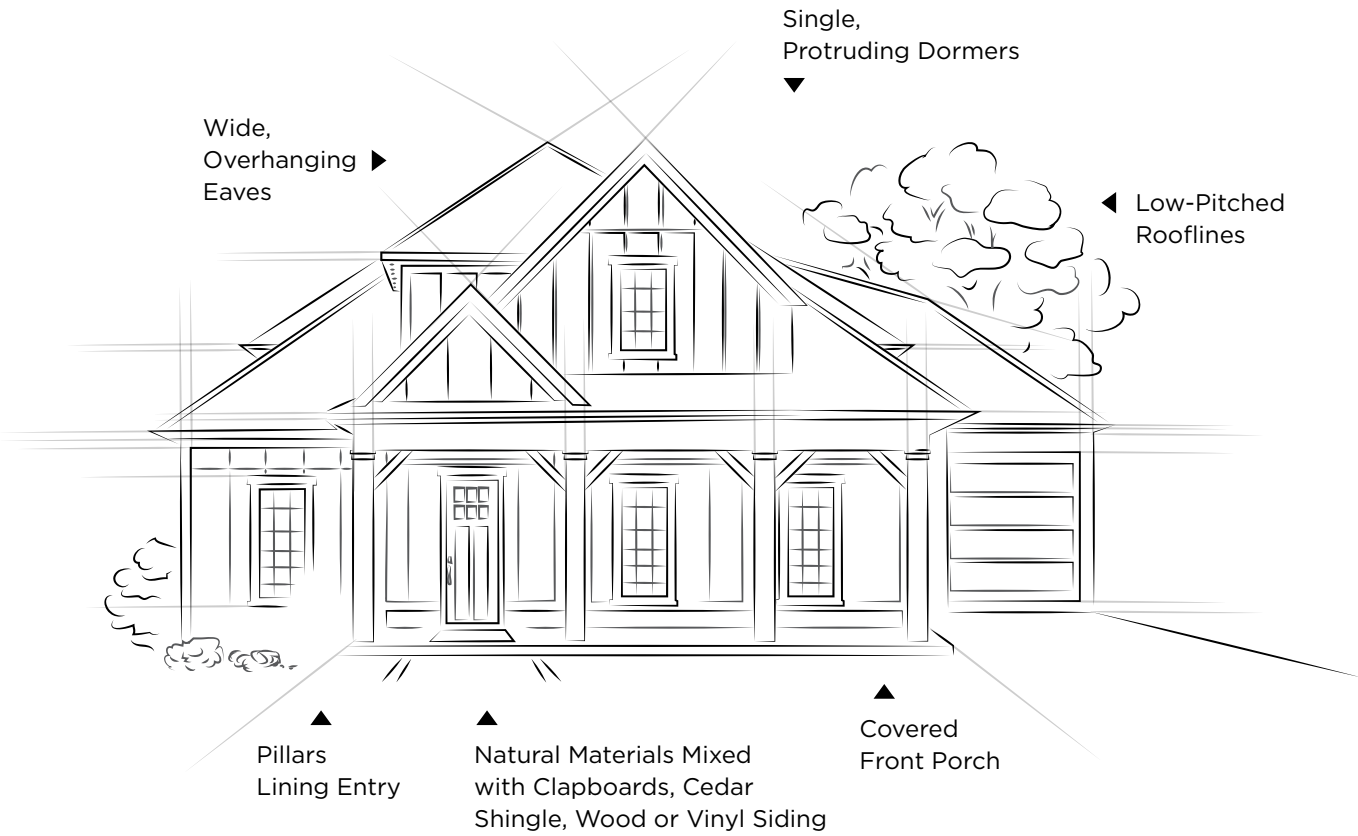 Single,
Protruding Dormers
Wide,
Overhanging
Eaves
Low-Pitched
Rooflines
Pillars
Lining Entry
Natural Materials Mixed
with Clapboards, Cedar
Shingle, Wood or Vinyl Siding
Covered
Front Porch